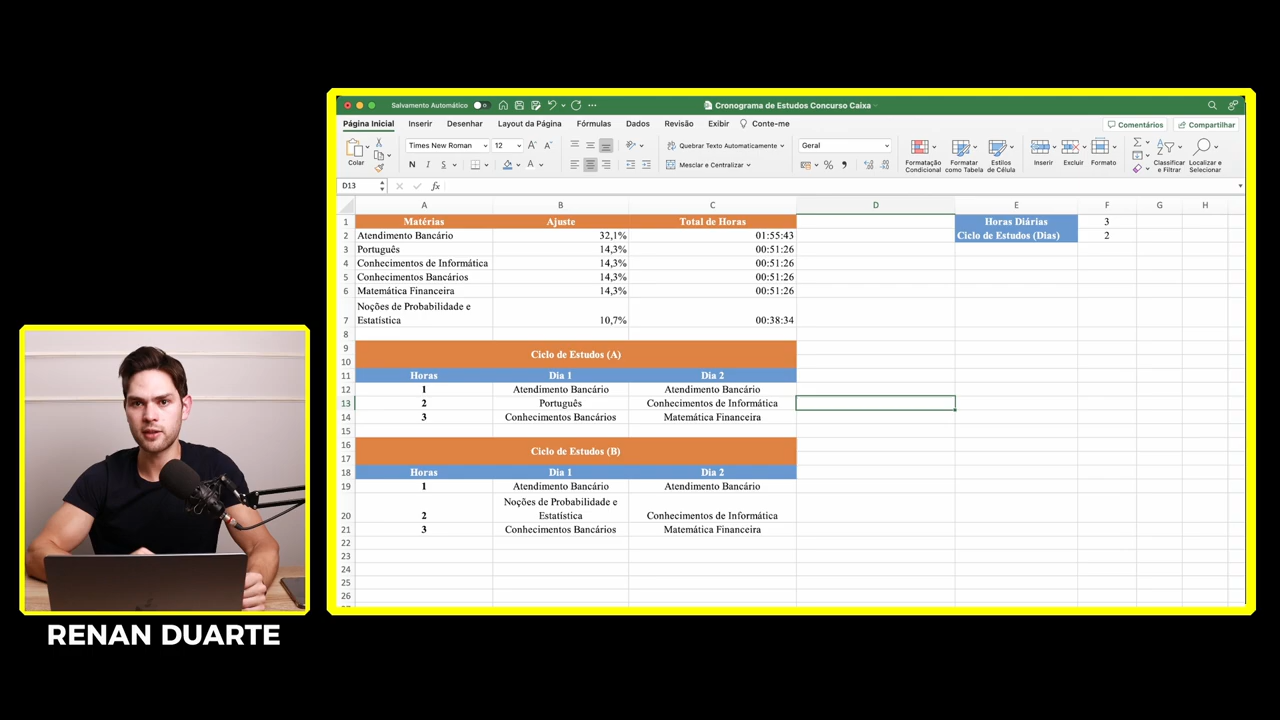 Salvamento Automático
Cronograma de Estudos Concurso Caixa
Página Inicial Inserir Desenhar Layout da Página Fórmulas Dados Revisão Exibir Conte-me Comentários Compartilhar
Colar
Times New Roman 12
N I S
Quebrar Texto Automaticamente
Mesclar e Centralizar
Geral
Formatação Condicional
Formatar como Tabela
Estilos de Célula
Inserir Excluir Formato
Classificar e Filtrar
Localizar e Selecionar
D13 fx
A B C D E F G H
1 Matérias Ajuste Total de Horas Horas Diárias 3
2 Atendimento Bancário 32,1% 01:55:43 Ciclo de Estudos (Dias) 2
3 Português 14,3% 00:51:26
4 Conhecimentos de Informática 14,3% 00:51:26
5 Conhecimentos Bancários 14,3% 00:51:26
6 Matemática Financeira 14,3% 00:51:26
Noções de Probabilidade e
7 Estatística 10,7% 00:38:34
8
9
Ciclo de Estudos (A)
10
11 Horas Dia 1 Dia 2
12 1 Atendimento Bancário Atendimento Bancário
13 2 Português Conhecimentos de Informática
14 3 Conhecimentos Bancários Matemática Financeira
15
16
Ciclo de Estudos (B)
17
18 Horas Dia 1 Dia 2
19 1 Atendimento Bancário Atendimento Bancário
Noções de Probabilidade e
20 2 Estatística Conhecimentos de Informática
21 3 Conhecimentos Bancários Matemática Financeira
22
23
24
25
26
RENAN DUARTE